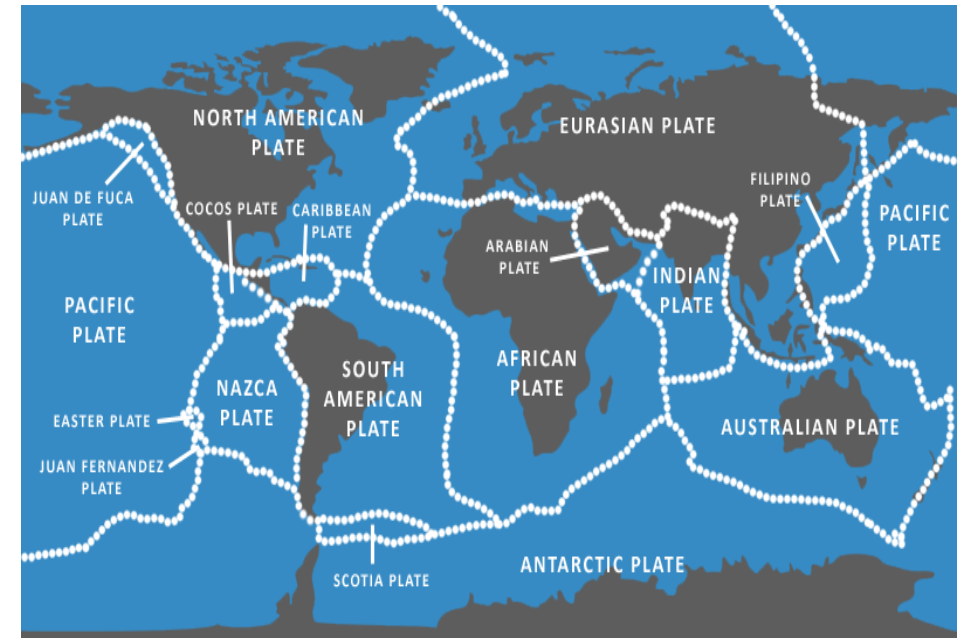 NORTH AMERICAN
PLATE
EURASIAN PLATE
JUAN DE FUCA
PLATE
COCOS PLATE
CARIBBEAN
PLATE
ARABIAN
PLATE
FILIPINO
PLATE
PACIFIC
PLATE
INDIAN
PLATE
PACIFIC
PLATE
NAZCA
PLATE
SOUTH
AMERICAN
PLATE
AFRICAN
PLATE
EASTER PLATE
AUSTRALIAN PLATE
JUAN FERNANDEZ
PLATE
SCOTIA PLATE
ANTARCTIC PLATE